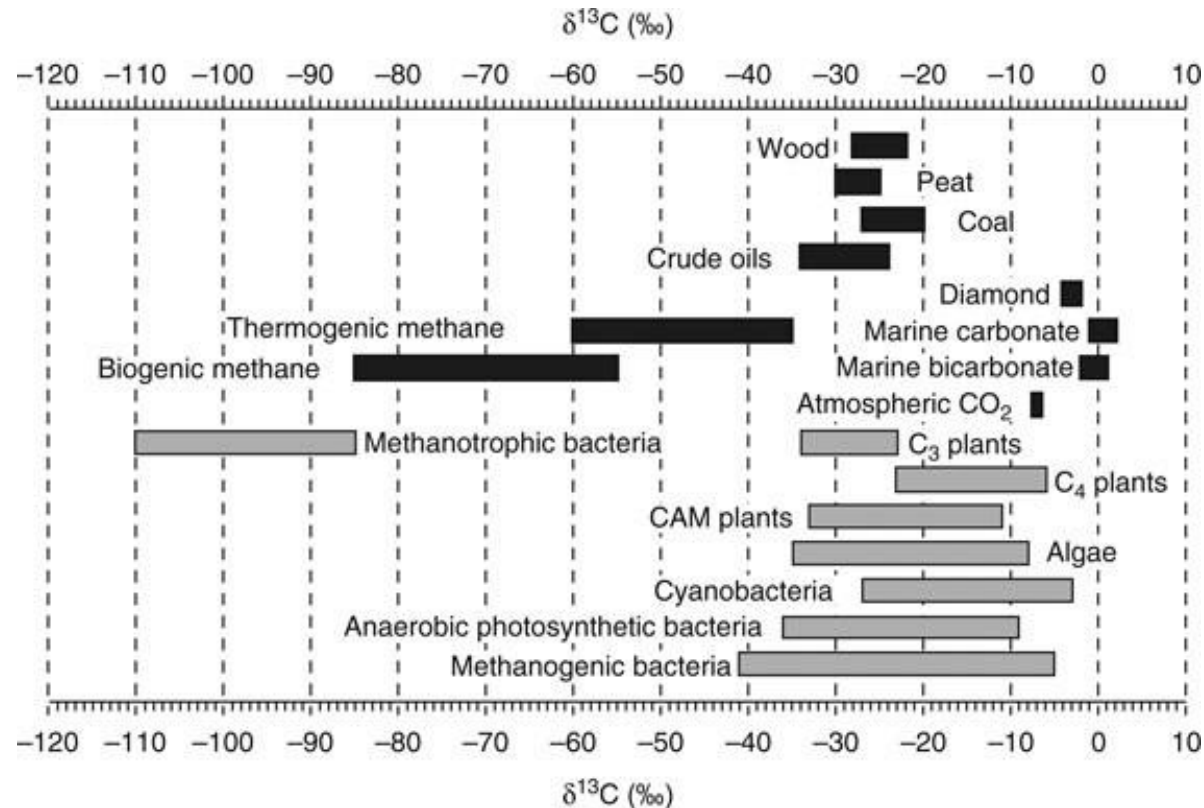 δ¹³C (‰)
–120 –110 –100 –90 –80 –70 –60 –50 –40 –30 –20 –10 0 10
Wood
Peat
Coal
Crude oils
Diamond
Thermogenic methane
Marine carbonate
Biogenic methane
Marine bicarbonate
Atmospheric CO₂
Methanotrophic bacteria
C₃ plants
C₄ plants
CAM plants
Algae
Cyanobacteria
Anaerobic photosynthetic bacteria
Methanogenic bacteria
–120 –110 –100 –90 –80 –70 –60 –50 –40 –30 –20 –10 0 10
δ¹³C (‰)